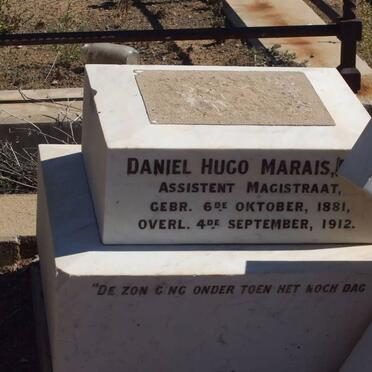 DANIEL HUGO MARAIS,
ASSISTENT MAGISTRAAT,
GEBR. 6DE OKTOBER, 1881,
OVERL. 4DE SEPTEMBER, 1912.
"DE ZON GING ONDER TOEN HET NOCH DAG